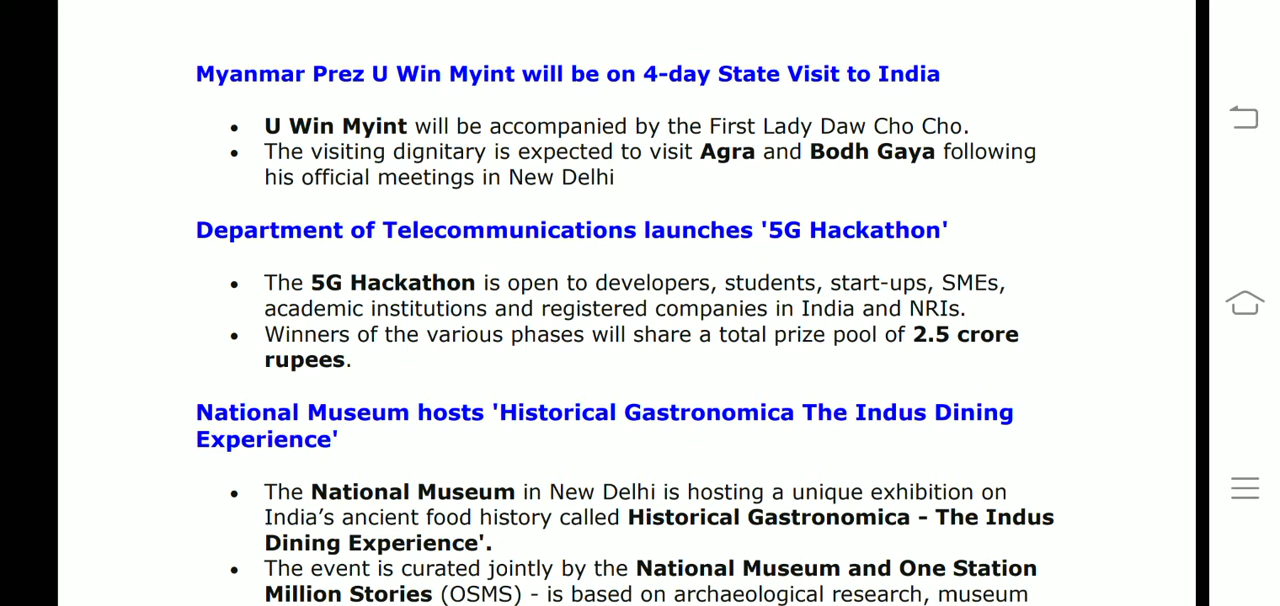 Myanmar Prez U Win Myint will be on 4-day State Visit to India
• U Win Myint will be accompanied by the First Lady Daw Cho Cho.
• The visiting dignitary is expected to visit Agra and Bodh Gaya following
his official meetings in New Delhi
Department of Telecommunications launches '5G Hackathon'
• The 5G Hackathon is open to developers, students, start-ups, SMEs,
academic institutions and registered companies in India and NRIs.
• Winners of the various phases will share a total prize pool of 2.5 crore
rupees.
National Museum hosts 'Historical Gastronomica The Indus Dining
Experience'
• The National Museum in New Delhi is hosting a unique exhibition on
India’s ancient food history called Historical Gastronomica - The Indus
Dining Experience'.
• The event is curated jointly by the National Museum and One Station
Million Stories (OSMS) - is based on archaeological research, museum